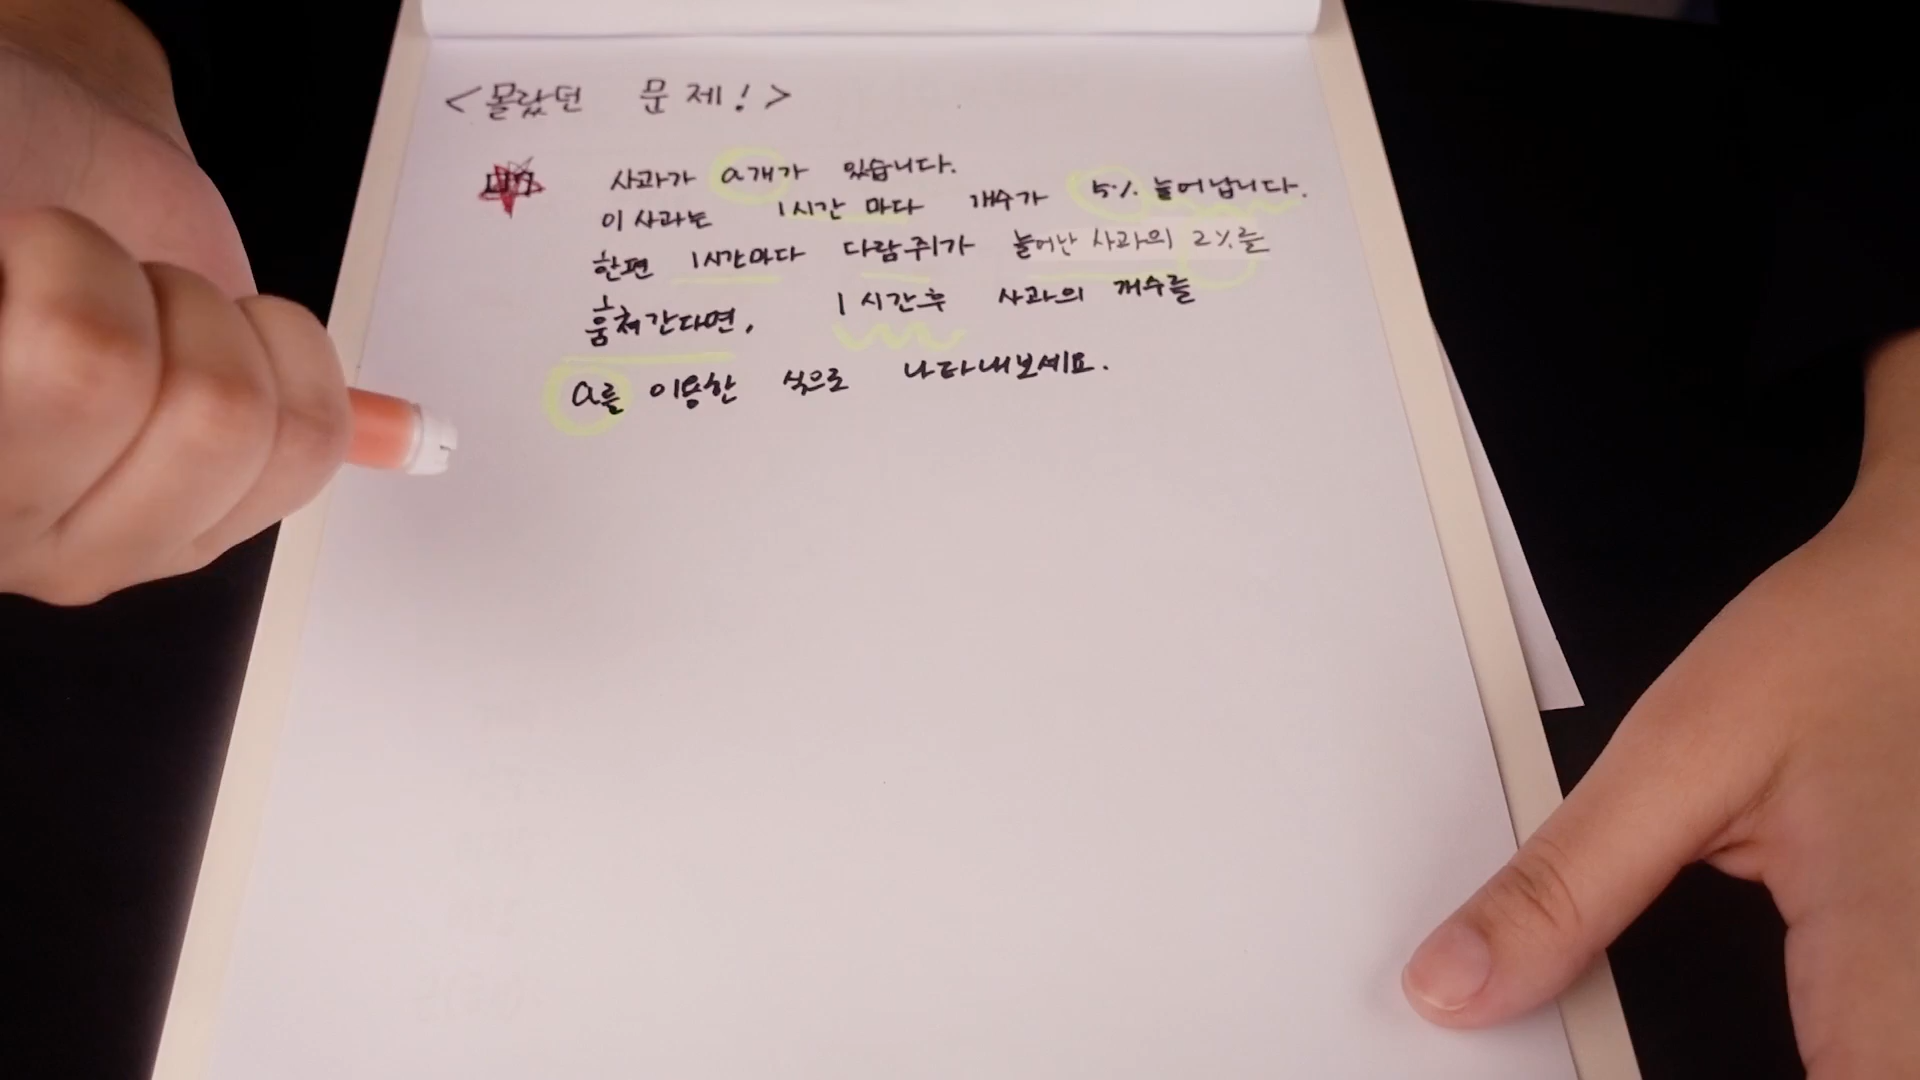 <몰랐던 문제!>
사과가 a개가 있습니다.
이 사과는 1시간 마다 개수가 5% 늘어납니다.
한편 1시간마다 다람쥐가 늘어난 사과의 2%를
훔쳐간다면, 1시간후 사과의 개수를
a를 이용한 식으로 나타내보세요.